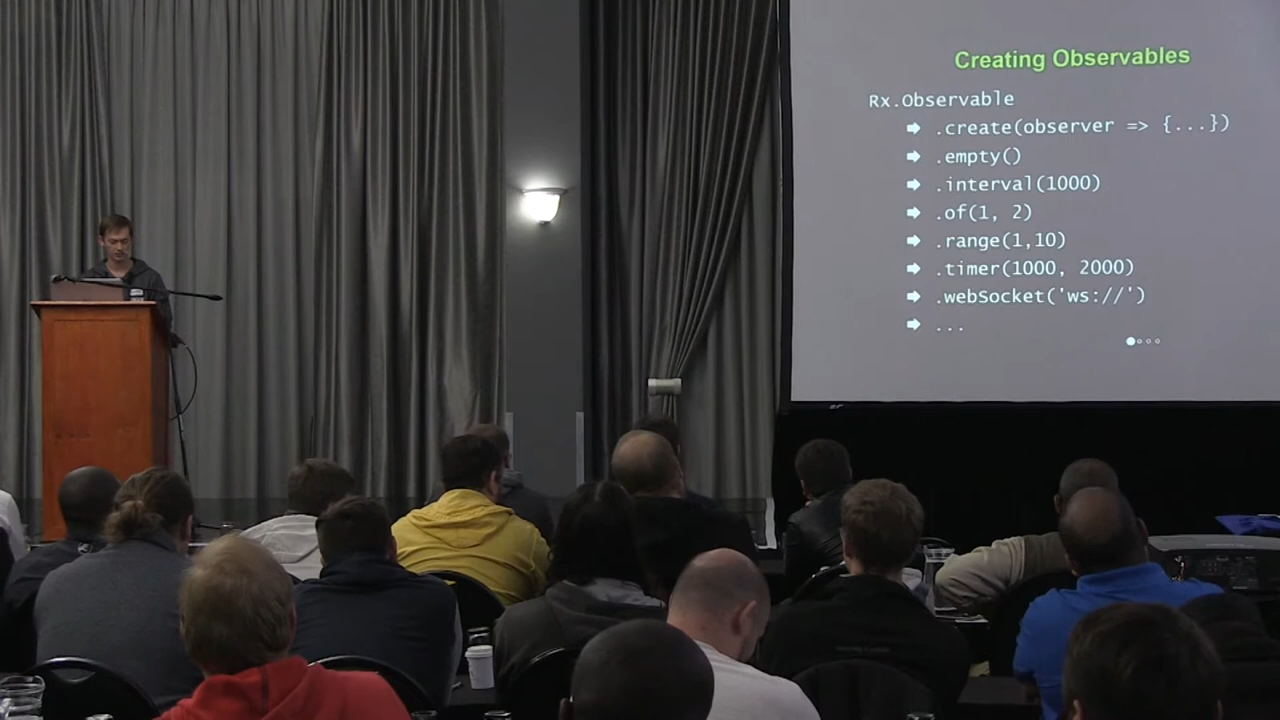 Creating Observables
Rx.Observable
.create(observer => {...})
.empty()
.interval(1000)
.of(1, 2)
.range(1,10)
.timer(1000, 2000)
.webSocket('ws://')
...